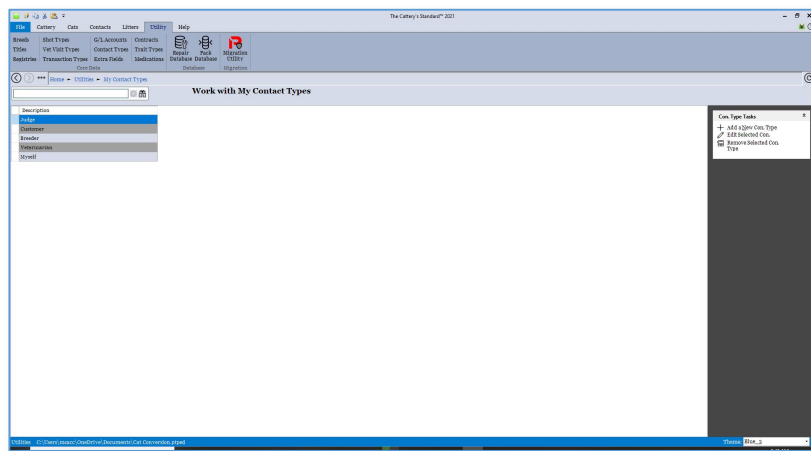 The Cattery's Standard™ 2021
File Cattery Cats Contacts Litters Utility Help
Breeds Shot Types G/L Accounts Contracts
Titles Vet Visit Types Contact Types Trait Types
Registries Transaction Types Extra Fields Medications
Repair Database Pack Database Migration Utility
Core Data Database Migration
Home Utilities My Contact Types
Work with My Contact Types
Description
Judge
Customer
Breeder
Veterinarian
Myself
Con. Type Tasks
Add a New Con. Type
Edit Selected Con.
Remove Selected Con.
Type
Utilities C:\Users\mzacc\OneDrive\Documents\Cat Conversion.ptped Theme: Blue_2